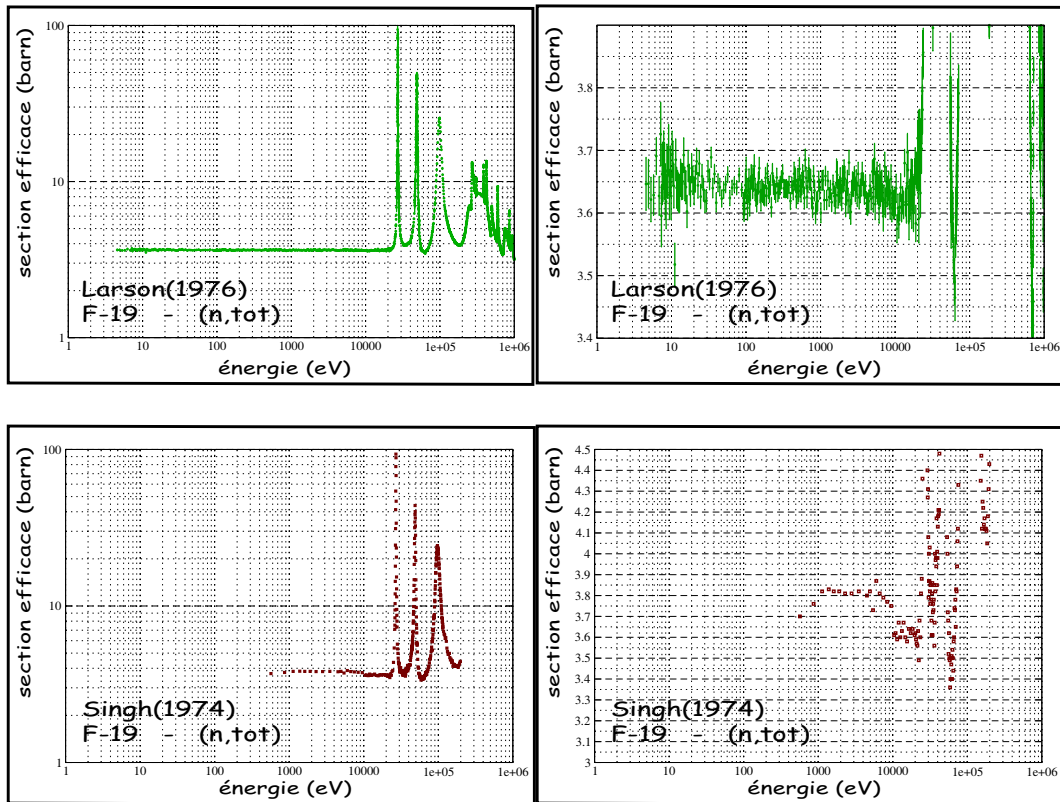 section efficace (barn)
100
10
1
1 10 100 1000 10000 1e+05 1e+06
énergie (eV)
Larson(1976)
F-19 - (n,tot)
section efficace (barn)
3.8
3.7
3.6
3.5
3.4
1 10 100 1000 10000 1e+05 1e+06
énergie (eV)
Larson(1976)
F-19 - (n,tot)
section efficace (barn)
100
10
1
1 10 100 1000 10000 1e+05 1e+06
énergie (eV)
Singh(1974)
F-19 - (n,tot)
section efficace (barn)
4.5
4.4
4.3
4.2
4.1
4
3.9
3.8
3.7
3.6
3.5
3.4
3.3
3.2
3.1
3
1 10 100 1000 10000 1e+05 1e+06
énergie (eV)
Singh(1974)
F-19 - (n,tot)